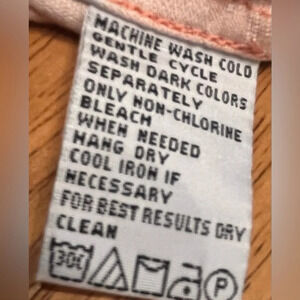 MACHINE WASH COLD
GENTLE CYCLE
WASH DARK COLORS
SEPARATELY
ONLY NON-CHLORINE
BLEACH
WHEN NEEDED
HANG DRY
COOL IRON IF
NECESSARY
FOR BEST RESULTS DRY
CLEAN
30C P